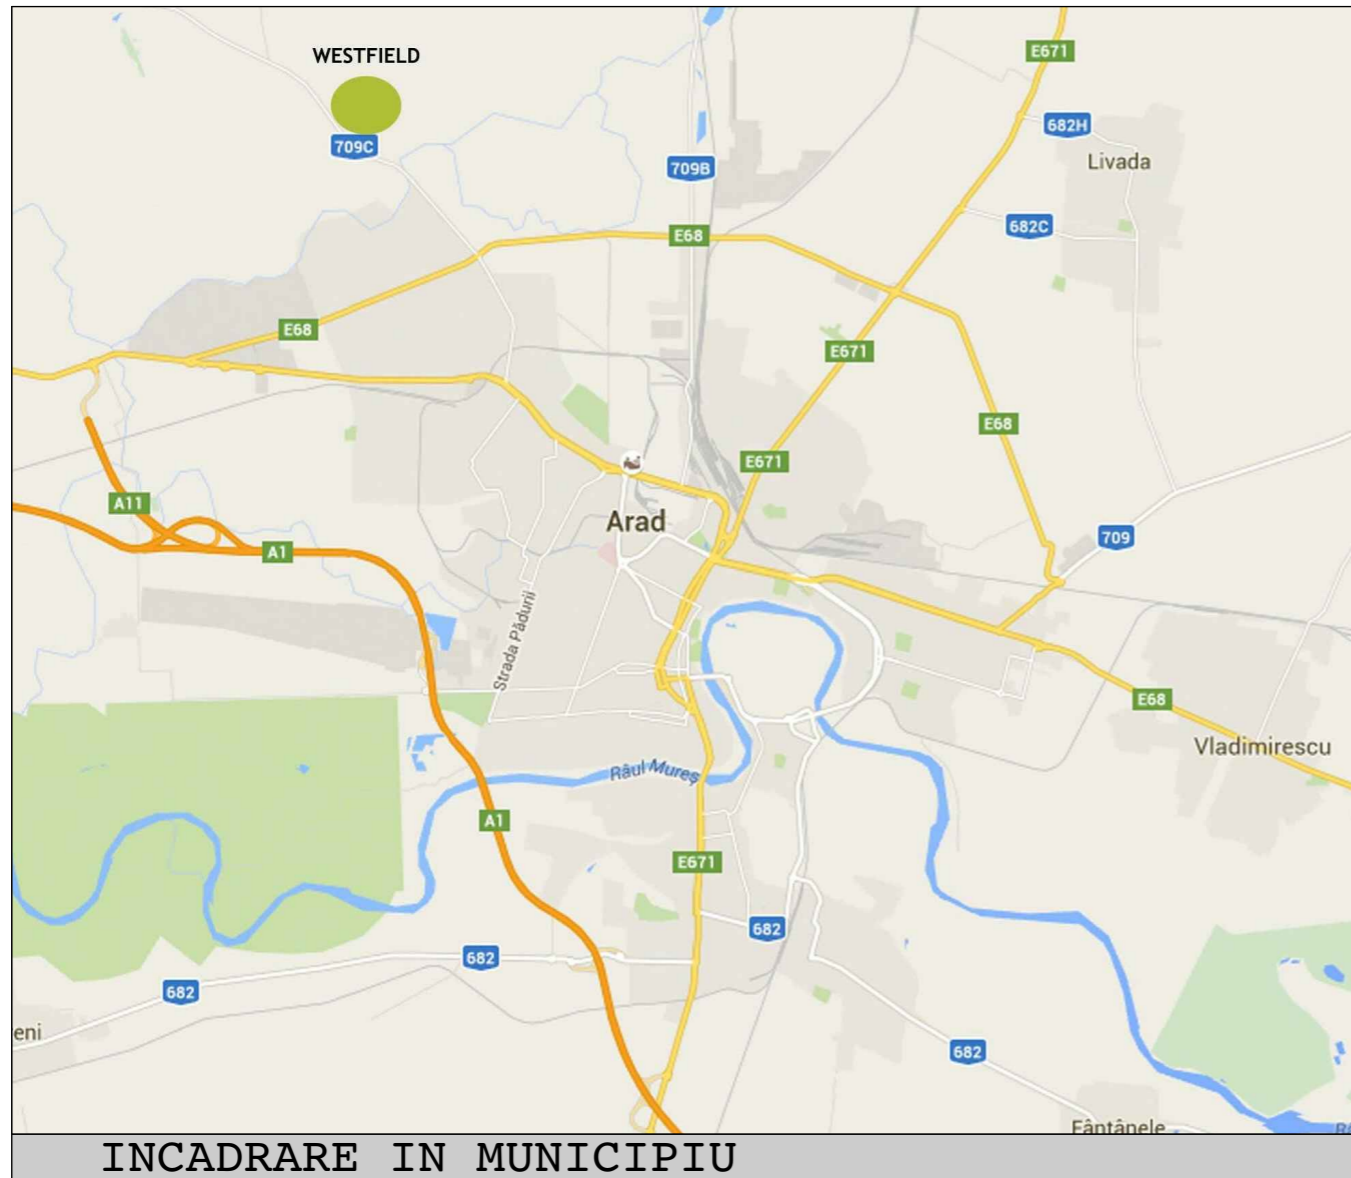 WESTFIELD
E671
682H
709C
Livada
709B
682C
E68
E68
E671
E68
E671
A11
Arad
709
A1
Strada Pădurii
E68
Vladimirescu
Râul Mureș
A1
E671
682
682
682
eni
682
Fântânele
INCADRARE IN MUNICIPIU